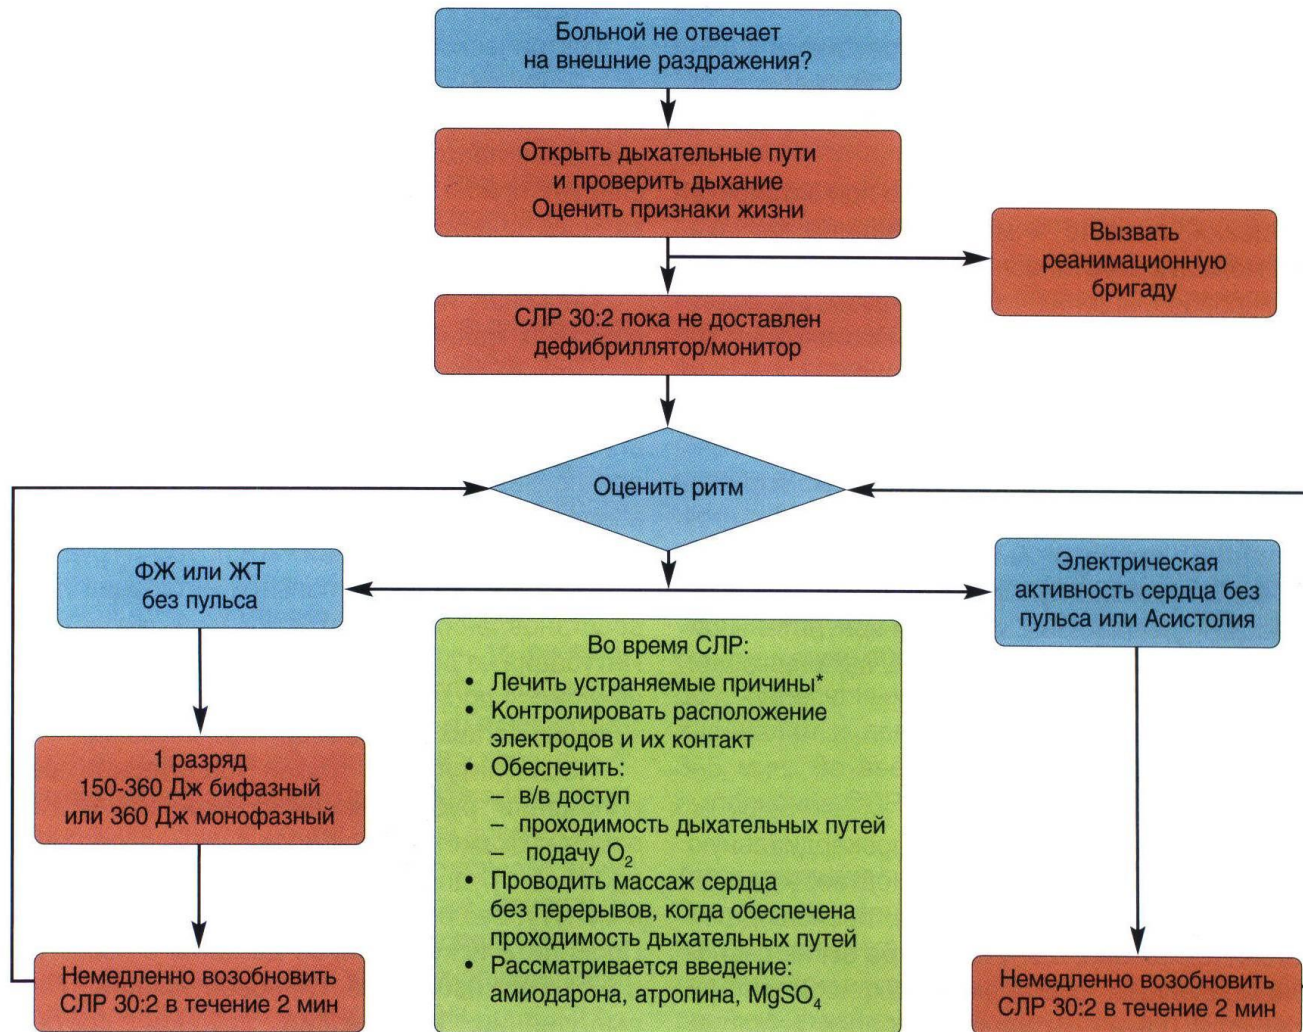 Больной не отвечает
на внешние раздражения?
Открыть дыхательные пути
и проверить дыхание
Оценить признаки жизни
Вызвать
реанимационную
бригаду
СЛР 30:2 пока не доставлен
дефибриллятор/монитор
Оценить ритм
ФЖ или ЖТ
без пульса
Электрическая
активность сердца без
пульса или Асистолия
1 разряд
150-360 Дж бифазный
или 360 Дж монофазный
Немедленно возобновить
СЛР 30:2 в течение 2 мин
Во время СЛР:
• Лечить устраняемые причины*
• Контролировать расположение
электродов и их контакт
• Обеспечить:
– в/в доступ
– проходимость дыхательных путей
– подачу O₂
• Проводить массаж сердца
без перерывов, когда обеспечена
проходимость дыхательных путей
• Рассматривается введение:
амиодарона, атропина, MgSO₄
Немедленно возобновить
СЛР 30:2 в течение 2 мин